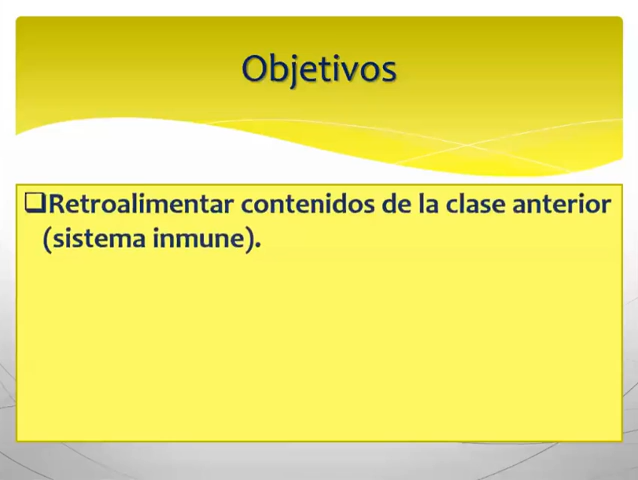 Objetivos
❑Retroalimentar contenidos de la clase anterior
(sistema inmune).